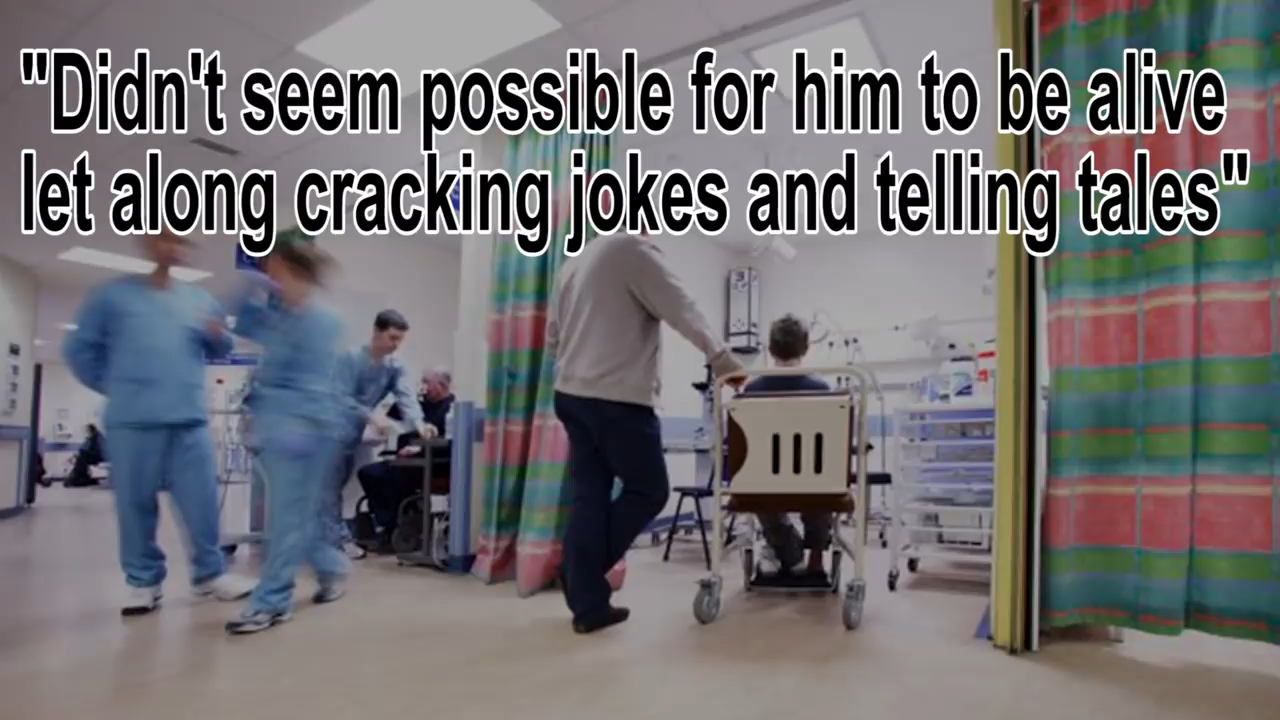 "Didn't seem possible for him to be alive
let along cracking jokes and telling tales"